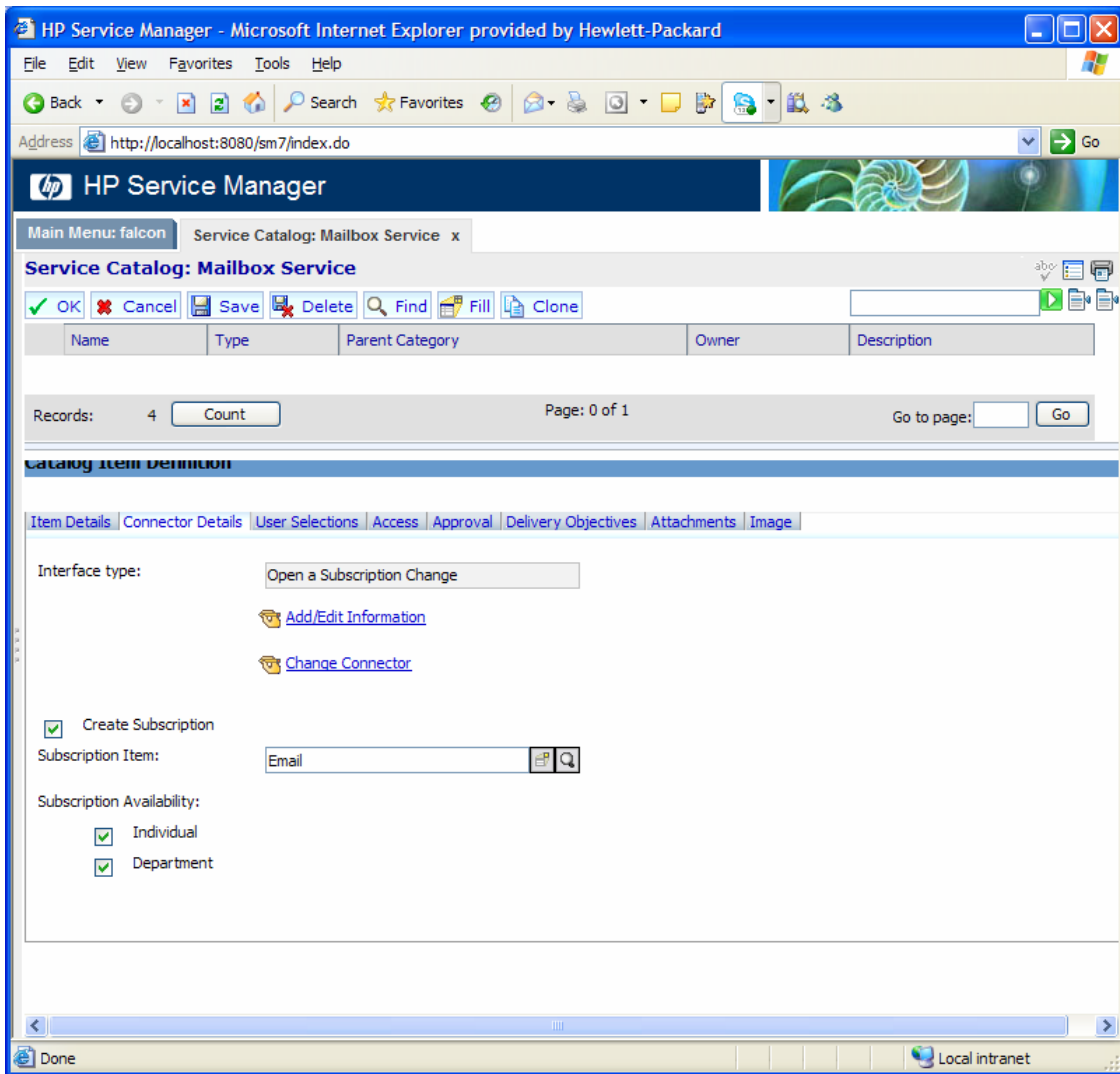 HP Service Manager - Microsoft Internet Explorer provided by Hewlett-Packard
File Edit View Favorites Tools Help
Back Search Favorites
Address http://localhost:8080/sm7/index.do Go
hp HP Service Manager
Main Menu: falcon Service Catalog: Mailbox Service x
Service Catalog: Mailbox Service abc
OK Cancel Save Delete Find Fill Clone
Name Type Parent Category Owner Description
Records: 4 Count Page: 0 of 1 Go to page: Go
Catalog Item Definition
Item Details Connector Details User Selections Access Approval Delivery Objectives Attachments Image
Interface type: Open a Subscription Change
Add/Edit Information
Change Connector
Create Subscription
Subscription Item: Email
Subscription Availability:
Individual
Department
Done Local intranet